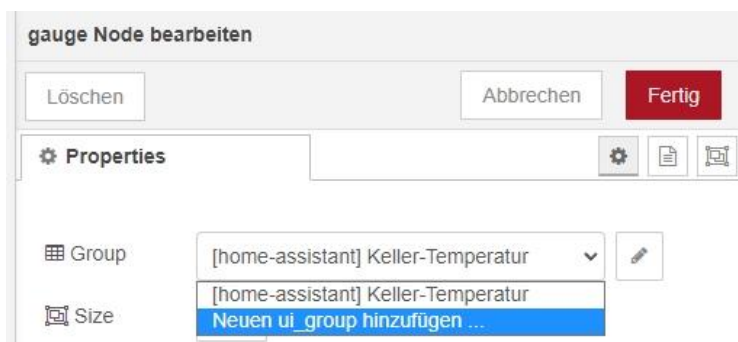 gauge Node bearbeiten
Löschen
Abbrechen
Fertig
Properties
Group
[home-assistant] Keller-Temperatur
[home-assistant] Keller-Temperatur
Size
Neuen ui_group hinzufügen ...